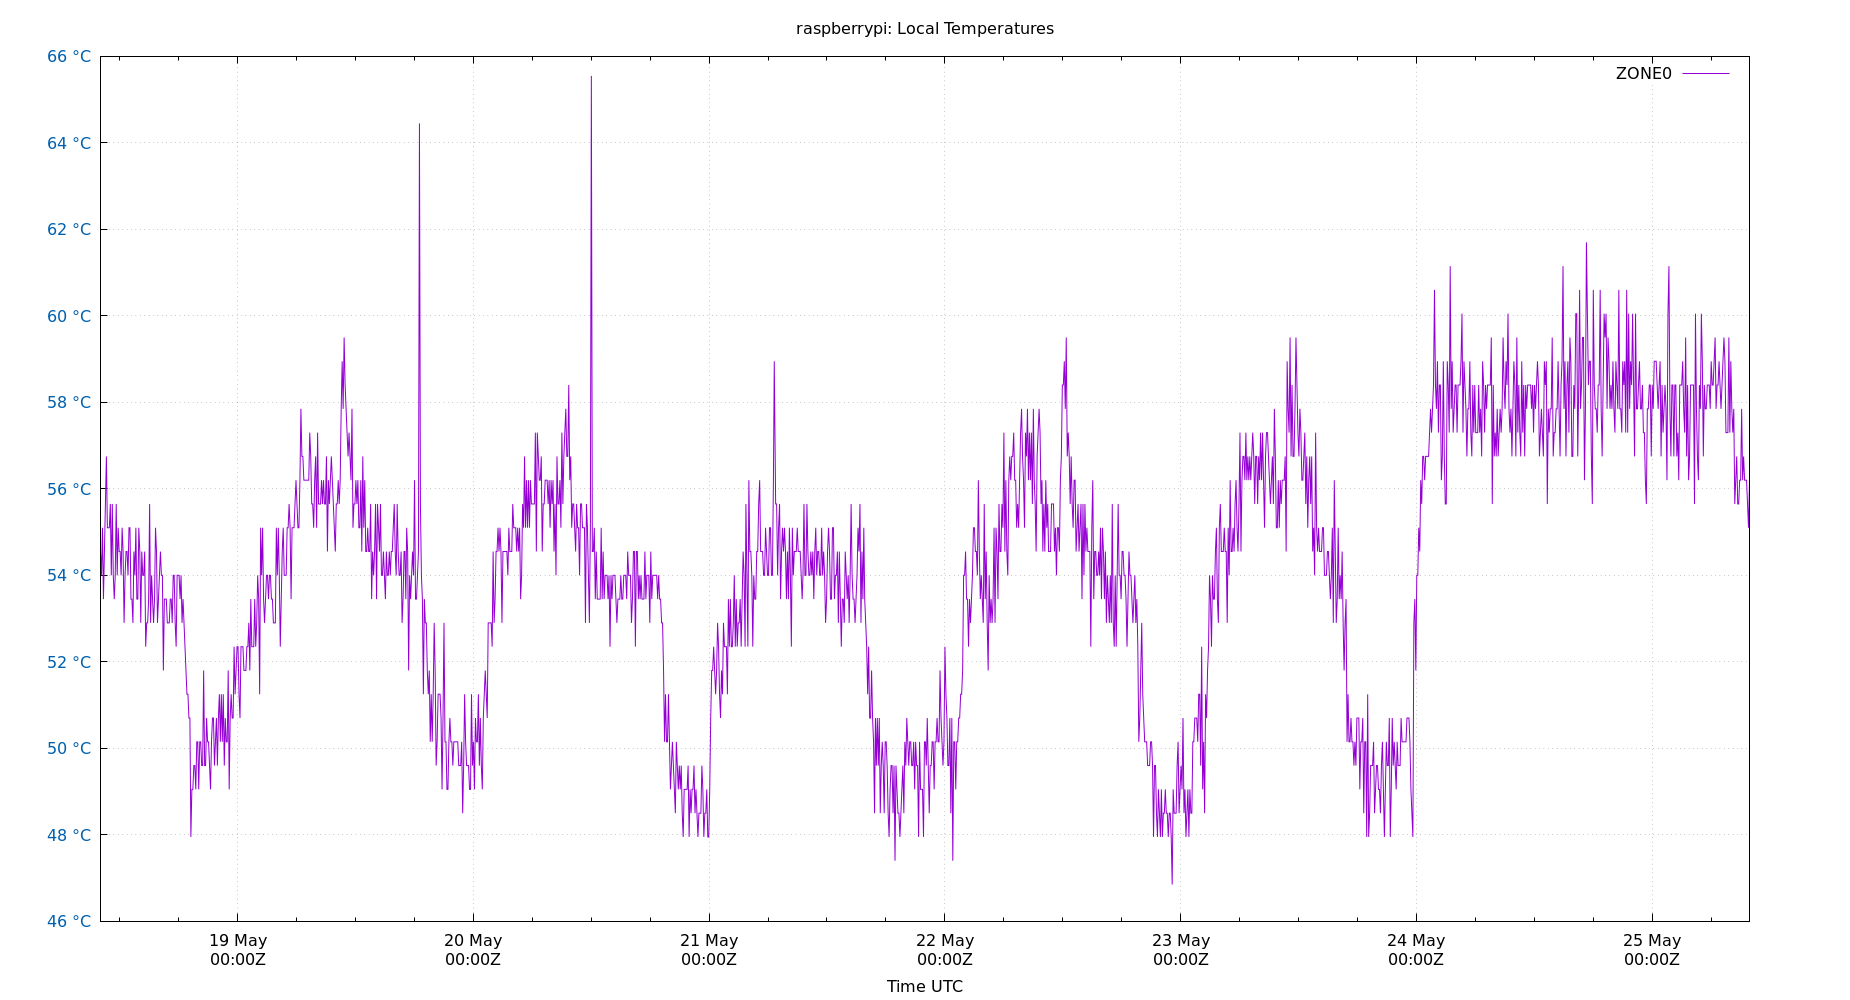 raspberrypi: Local Temperatures
ZONE0
66 °C
64 °C
62 °C
60 °C
58 °C
56 °C
54 °C
52 °C
50 °C
48 °C
46 °C
19 May 20 May 21 May 22 May 23 May 24 May 25 May
00:00Z 00:00Z 00:00Z 00:00Z 00:00Z 00:00Z 00:00Z
Time UTC